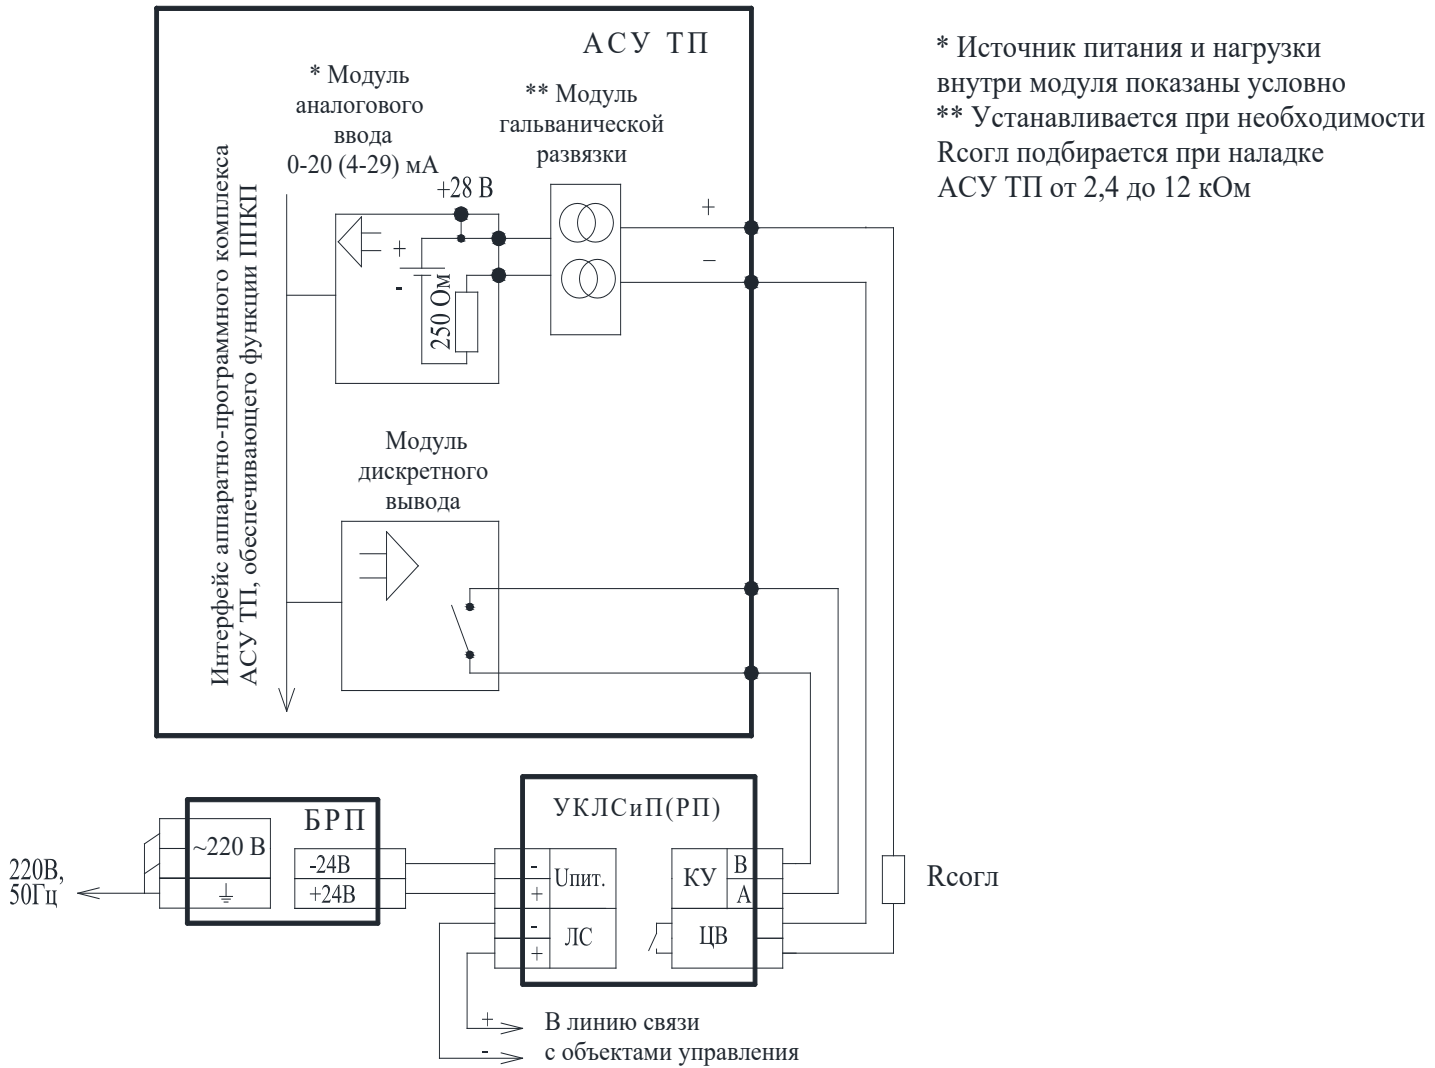 АСУ ТП
* Модуль
аналогового
ввода
0-20 (4-29) мА
** Модуль
гальванической
развязки
* Источник питания и нагрузки
внутри модуля показаны условно
** Устанавливается при необходимости
Rсогл подбирается при наладке
АСУ ТП от 2,4 до 12 кОм
Интерфейс аппаратно-программного комплекса
АСУ ТП, обеспечивающего функции ППКП
+28 В
+
-
250 Ом
+
−
Модуль
дискретного
вывода
БРП
~220 В
-24В
+24В
220В,
50Гц
УКЛСиП(РП)
-
+
Uпит.
-
+
ЛС
КУ
В
А
ЦВ
Rсогл
+
-
В линию связи
с объектами управления